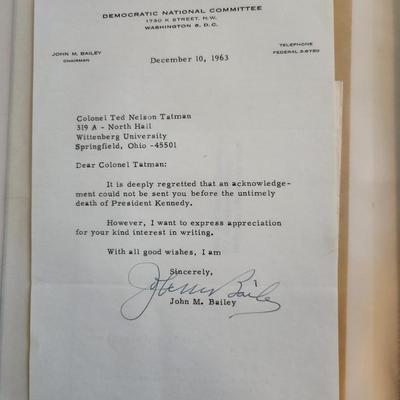 DEMOCRATIC NATIONAL COMMITTEE
1730 K STREET, N.W.
WASHINGTON 6, D.C.
JOHN M. BAILEY
CHAIRMAN
TELEPHONE
FEDERAL 3-8750
December 10, 1963
Colonel Ted Nelson Tatman
319 A - North Hall
Wittenberg University
Springfield, Ohio -45501
Dear Colonel Tatman:
It is deeply regretted that an acknowledge-
ment could not be sent you before the untimely
death of President Kennedy.
However, I want to express appreciation
for your kind interest in writing.
With all good wishes, I am
Sincerely,
John M. Bailey
John M. Bailey